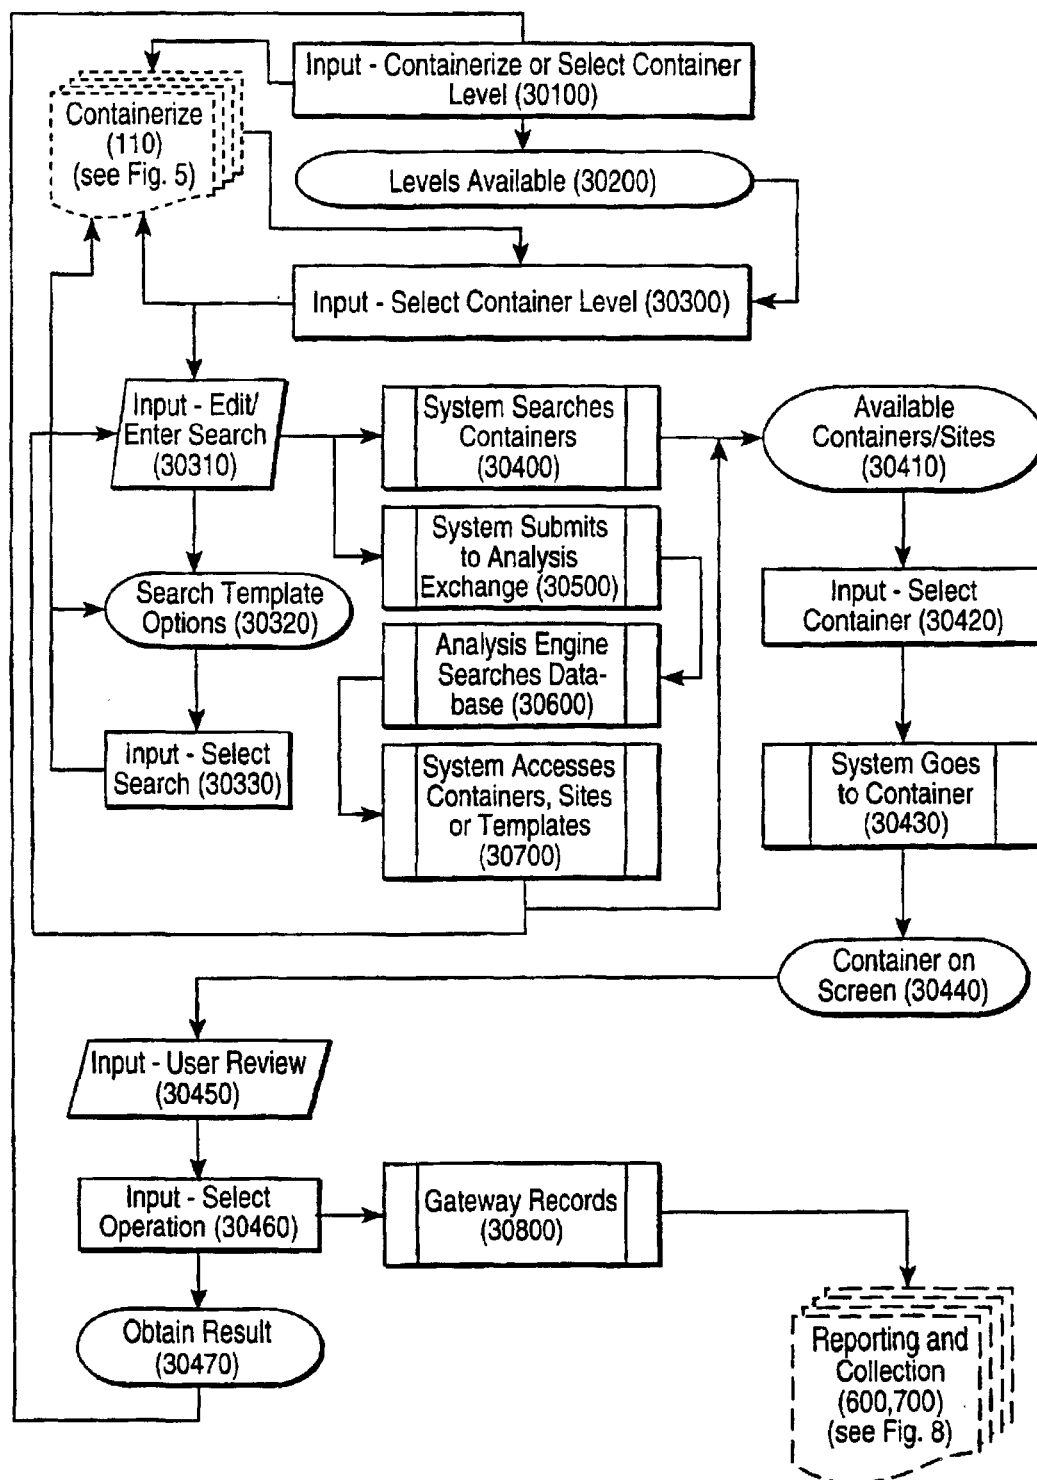 Input - Containerize or Select Container
Level (30100)
Containerize
(110)
(see Fig. 5)
Levels Available (30200)
Input - Select Container Level (30300)
Input - Edit/
Enter Search
(30310)
System Searches
Containers
(30400)
Available
Containers/Sites
(30410)
System Submits
to Analysis
Exchange (30500)
Search Template
Options (30320)
Input - Select
Container (30420)
Analysis Engine
Searches Data-
base (30600)
Input - Select
Search (30330)
System Accesses
Containers, Sites
or Templates
(30700)
System Goes
to Container
(30430)
Container on
Screen (30440)
Input - User Review
(30450)
Input - Select
Operation (30460)
Gateway Records
(30800)
Obtain Result
(30470)
Reporting and
Collection
(600,700)
(see Fig. 8)